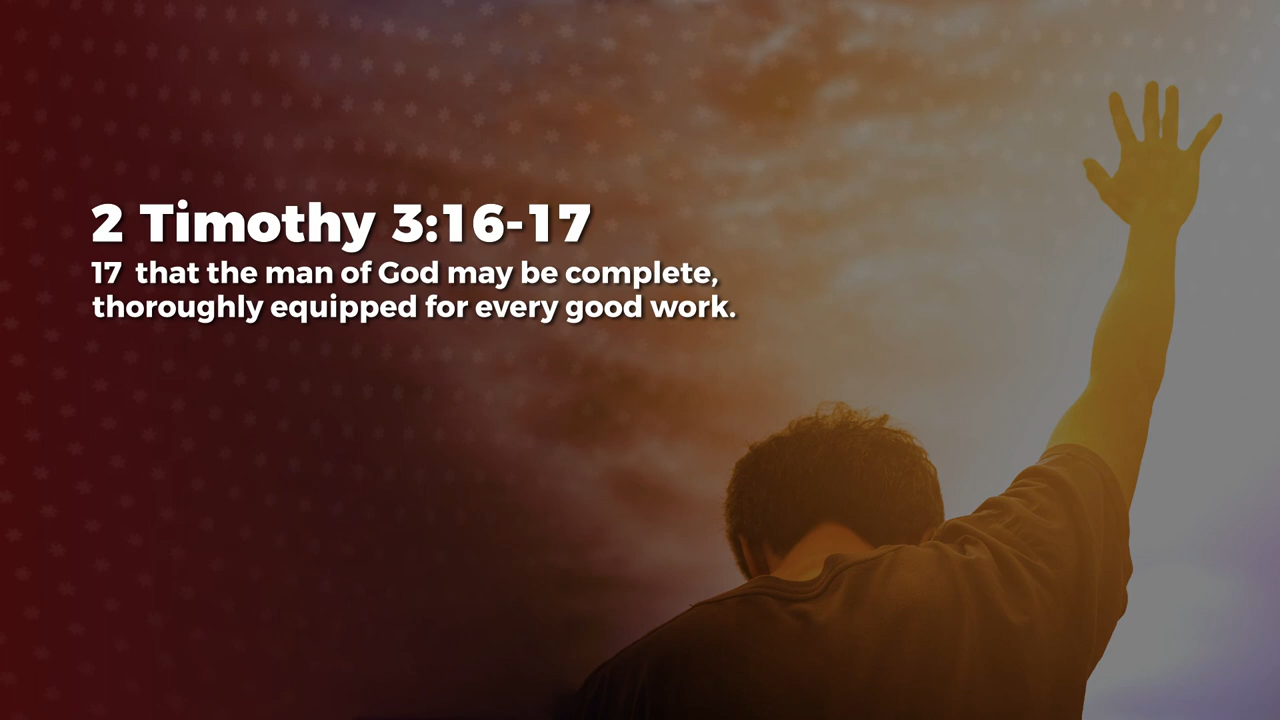 2 Timothy 3:16-17
17 that the man of God may be complete,
thoroughly equipped for every good work.